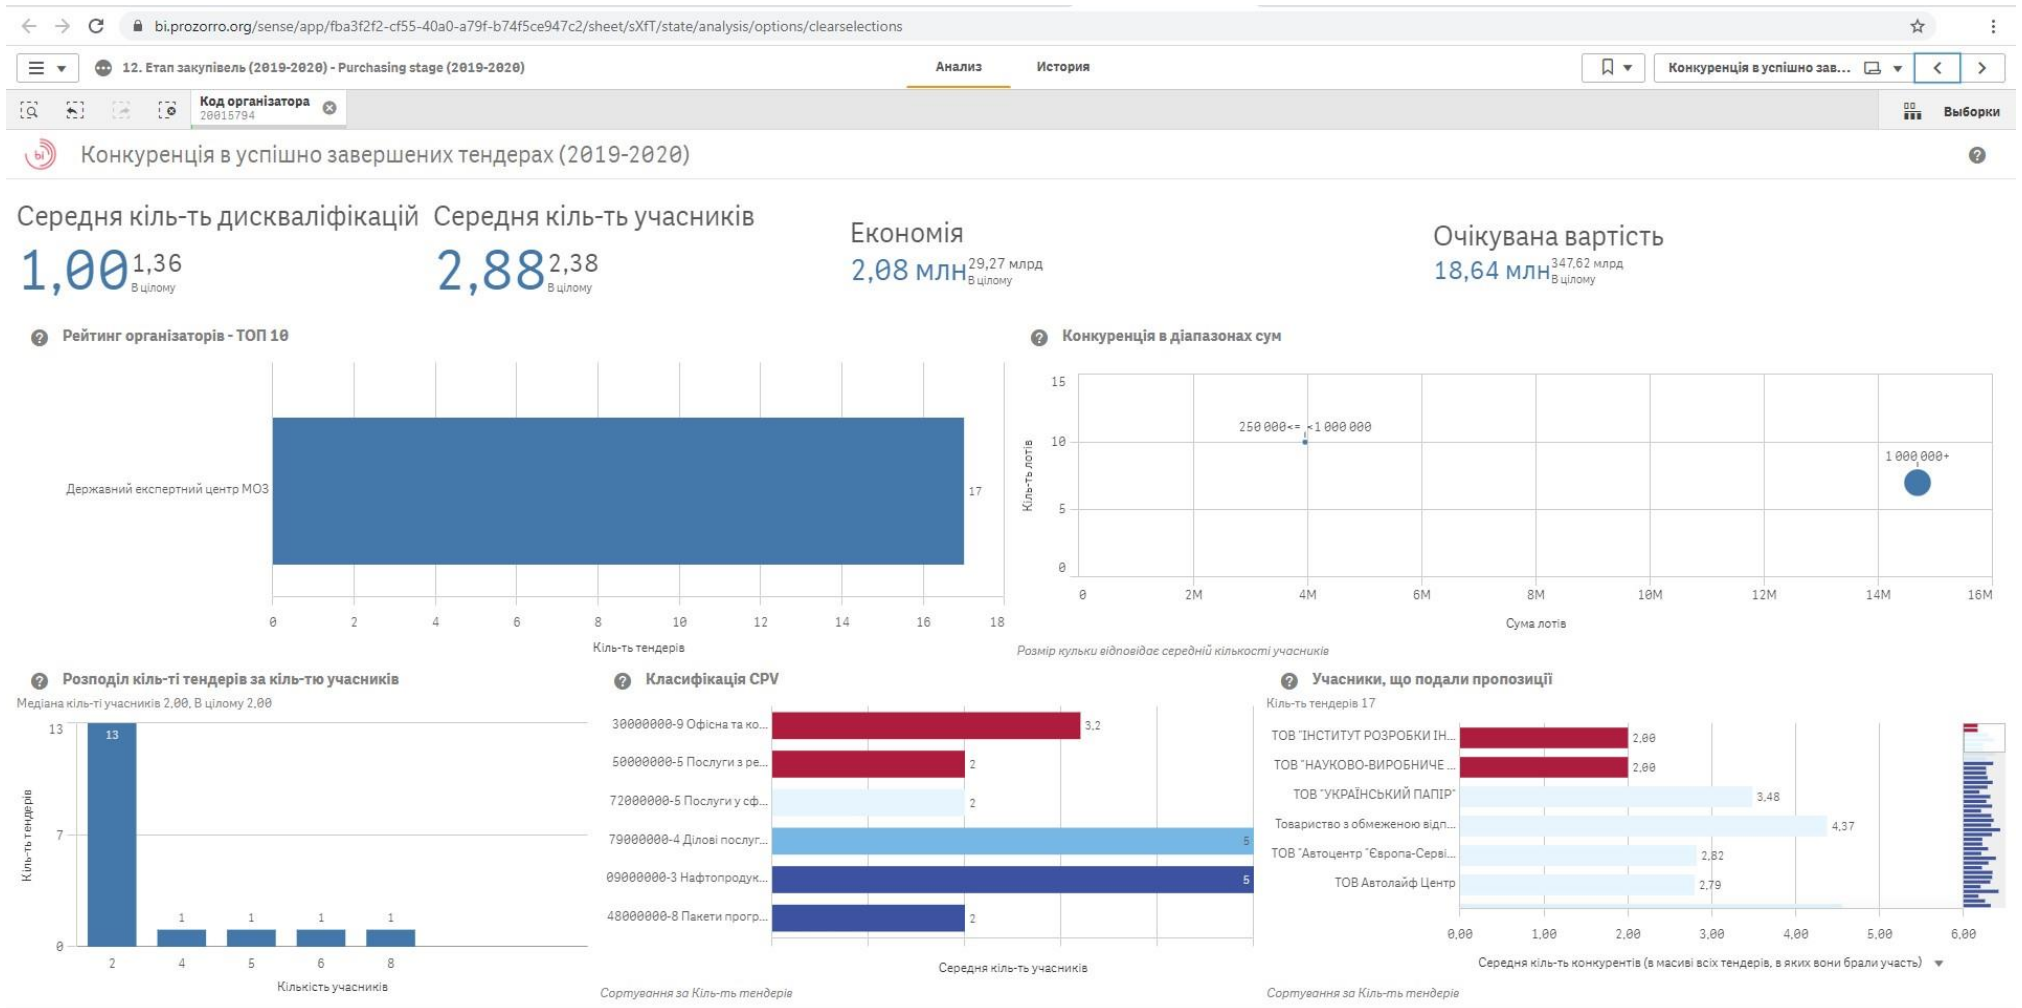 bi.prozorro.org/sense/app/fba3f2f2-cf55-40a0-a79f-b74f5ce947c2/sheet/sXfT/state/analysis/options/clearselections
12. Етап закупівель (2019-2020) - Purchasing stage (2019-2020)
Анализ
История
Конкуренція в успішно зав...
Код організатора
20015794
Выборки
bi
Конкуренція в успішно завершених тендерах (2019-2020)
Середня кіль-ть дискваліфікацій
1,00
1,36
В цілому
Середня кіль-ть учасників
2,88
2,38
В цілому
Економія
2,08 млн
29,27 млрд
В цілому
Очікувана вартість
18,64 млн
347,62 млрд
В цілому
Рейтинг організаторів - ТОП 10
Державний експертний центр МОЗ
17
0 2 4 6 8 10 12 14 16 18
Кіль-ть тендерів
Конкуренція в діапазонах сум
Кіль-ть лотів
15
10
5
0
250 000<= <1 000 000
1 000 000+
0 2M 4M 6M 8M 10M 12M 14M 16M
Сума лотів
Розмір кульки відповідає середній кількості учасників
Розподіл кіль-ті тендерів за кіль-тю учасників
Медіана кіль-ті учасників 2,00, В цілому 2,00
Кіль-ть тендерів
13
7
0
13 1 1 1 1
2 4 5 6 8
Кількість учасників
Класифікація CPV
30000000-9 Офісна та ко... 3,2
50000000-5 Послуги з ре... 2
72000000-5 Послуги у сф... 2
79000000-4 Ділові послуг... 5
09000000-3 Нафтопродук... 5
48000000-8 Пакети прогр... 2
Середня кіль-ть учасників
Сортування за Кіль-ть тендерів
Учасники, що подали пропозиції
Кіль-ть тендерів 17
ТОВ "ІНСТИТУТ РОЗРОБКИ ІН... 2,00
ТОВ "НАУКОВО-ВИРОБНИЧЕ ... 2,00
ТОВ "УКРАЇНСЬКИЙ ПАПІР" 3,48
Товариство з обмеженою відп... 4,37
ТОВ "Автоцентр "Європа-Серві... 2,82
ТОВ Автолайф Центр 2,79
0,00 1,00 2,00 3,00 4,00 5,00 6,00
Середня кіль-ть конкурентів (в масиві всіх тендерів, в яких вони брали участь)
Сортування за Кіль-ть тендерів